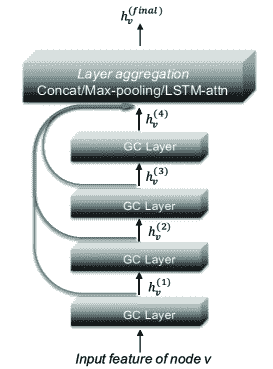 h_v^{(final)}
Layer aggregation
Concat/Max-pooling/LSTM-attn
h_v^{(4)}
GC Layer
h_v^{(3)}
GC Layer
h_v^{(2)}
GC Layer
h_v^{(1)}
GC Layer
Input feature of node v